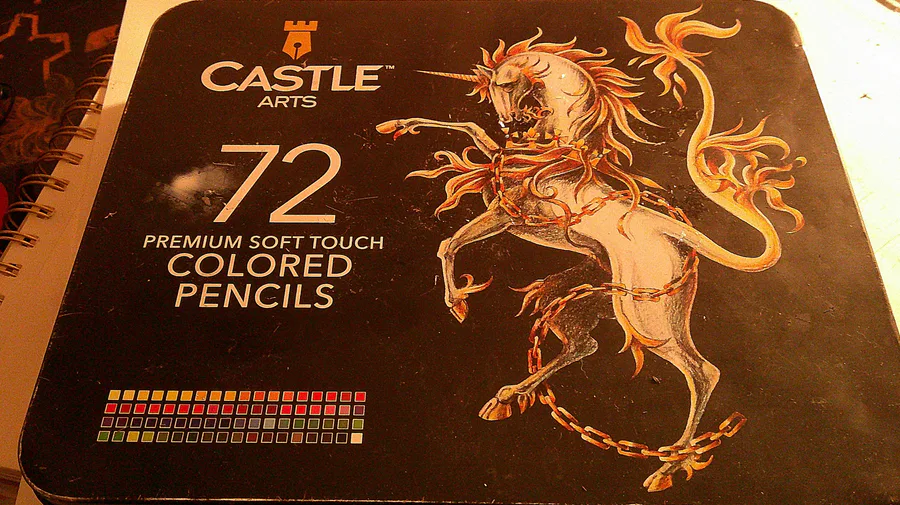 CASTLE™
ARTS
72
PREMIUM SOFT TOUCH
COLORED
PENCILS